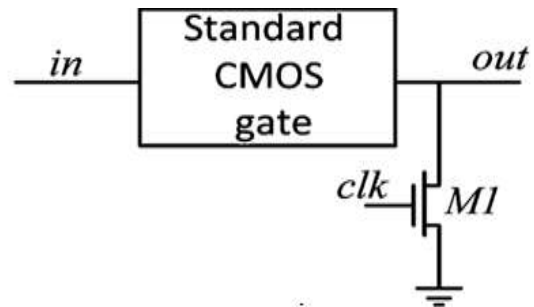 Standard
CMOS
gate
in
out
clk
M1